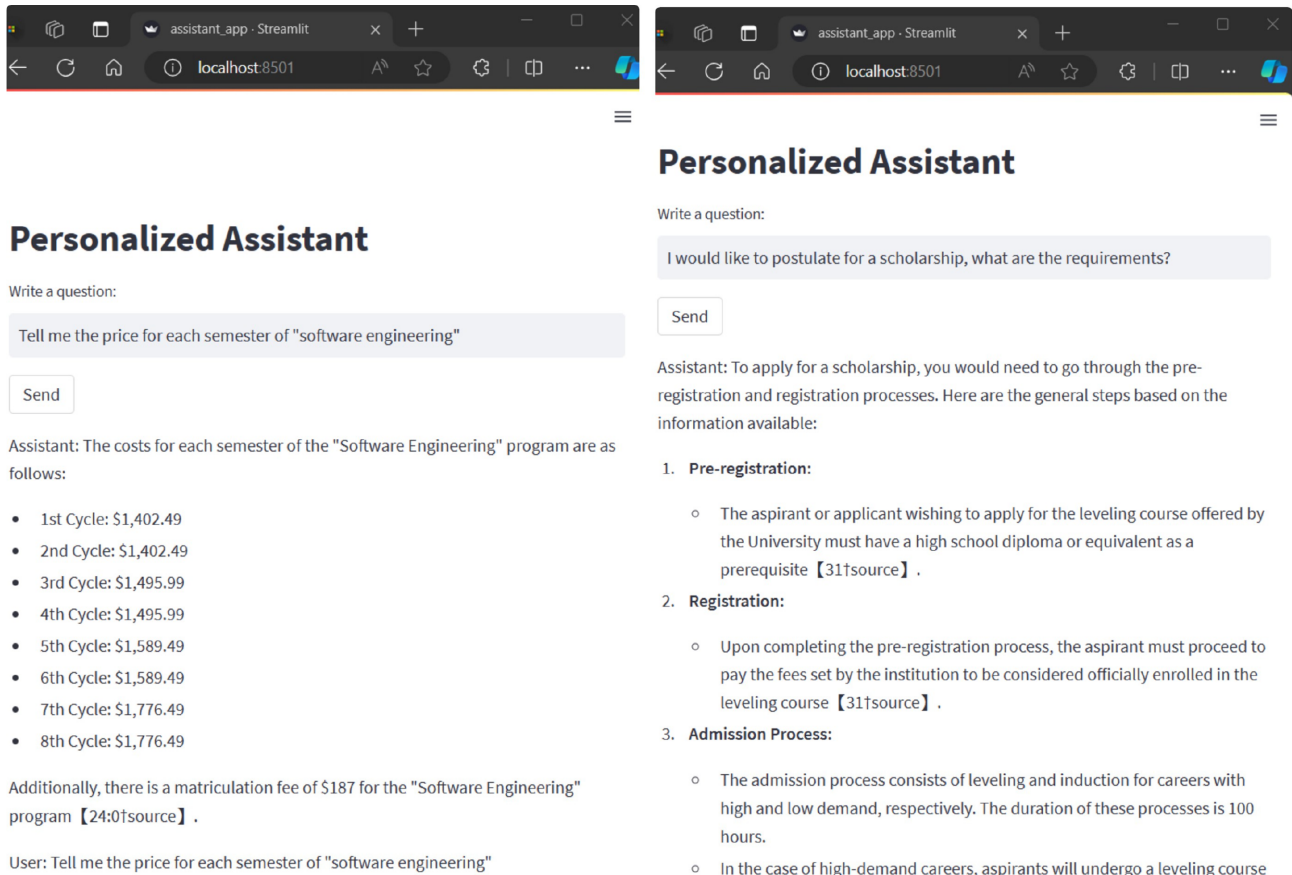 assistant_app · Streamlit
localhost:8501
Personalized Assistant
Write a question:
Tell me the price for each semester of "software engineering"
Send
Assistant: The costs for each semester of the "Software Engineering" program are as
follows:
• 1st Cycle: $1,402.49
• 2nd Cycle: $1,402.49
• 3rd Cycle: $1,495.99
• 4th Cycle: $1,495.99
• 5th Cycle: $1,589.49
• 6th Cycle: $1,589.49
• 7th Cycle: $1,776.49
• 8th Cycle: $1,776.49
Additionally, there is a matriculation fee of $187 for the "Software Engineering"
program【24:0†source】.
User: Tell me the price for each semester of "software engineering"
assistant_app · Streamlit
localhost:8501
Personalized Assistant
Write a question:
I would like to postulate for a scholarship, what are the requirements?
Send
Assistant: To apply for a scholarship, you would need to go through the pre-
registration and registration processes. Here are the general steps based on the
information available:
1. Pre-registration:
○ The aspirant or applicant wishing to apply for the leveling course offered by
the University must have a high school diploma or equivalent as a
prerequisite【31†source】.
2. Registration:
○ Upon completing the pre-registration process, the aspirant must proceed to
pay the fees set by the institution to be considered officially enrolled in the
leveling course【31†source】.
3. Admission Process:
○ The admission process consists of leveling and induction for careers with
high and low demand, respectively. The duration of these processes is 100
hours.
○ In the case of high-demand careers, aspirants will undergo a leveling course